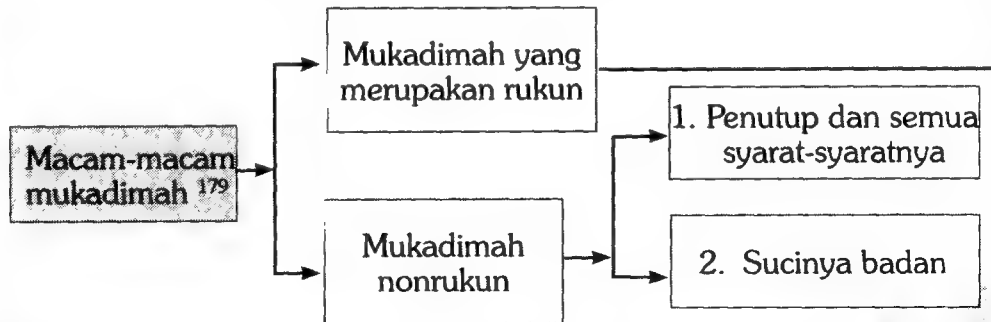 Mukadimah yang
merupakan rukun
1. Penutup dan semua
syarat-syaratnya
Macam-macam
mukadimah 179
Mukadimah
nonrukun
2. Sucinya badan